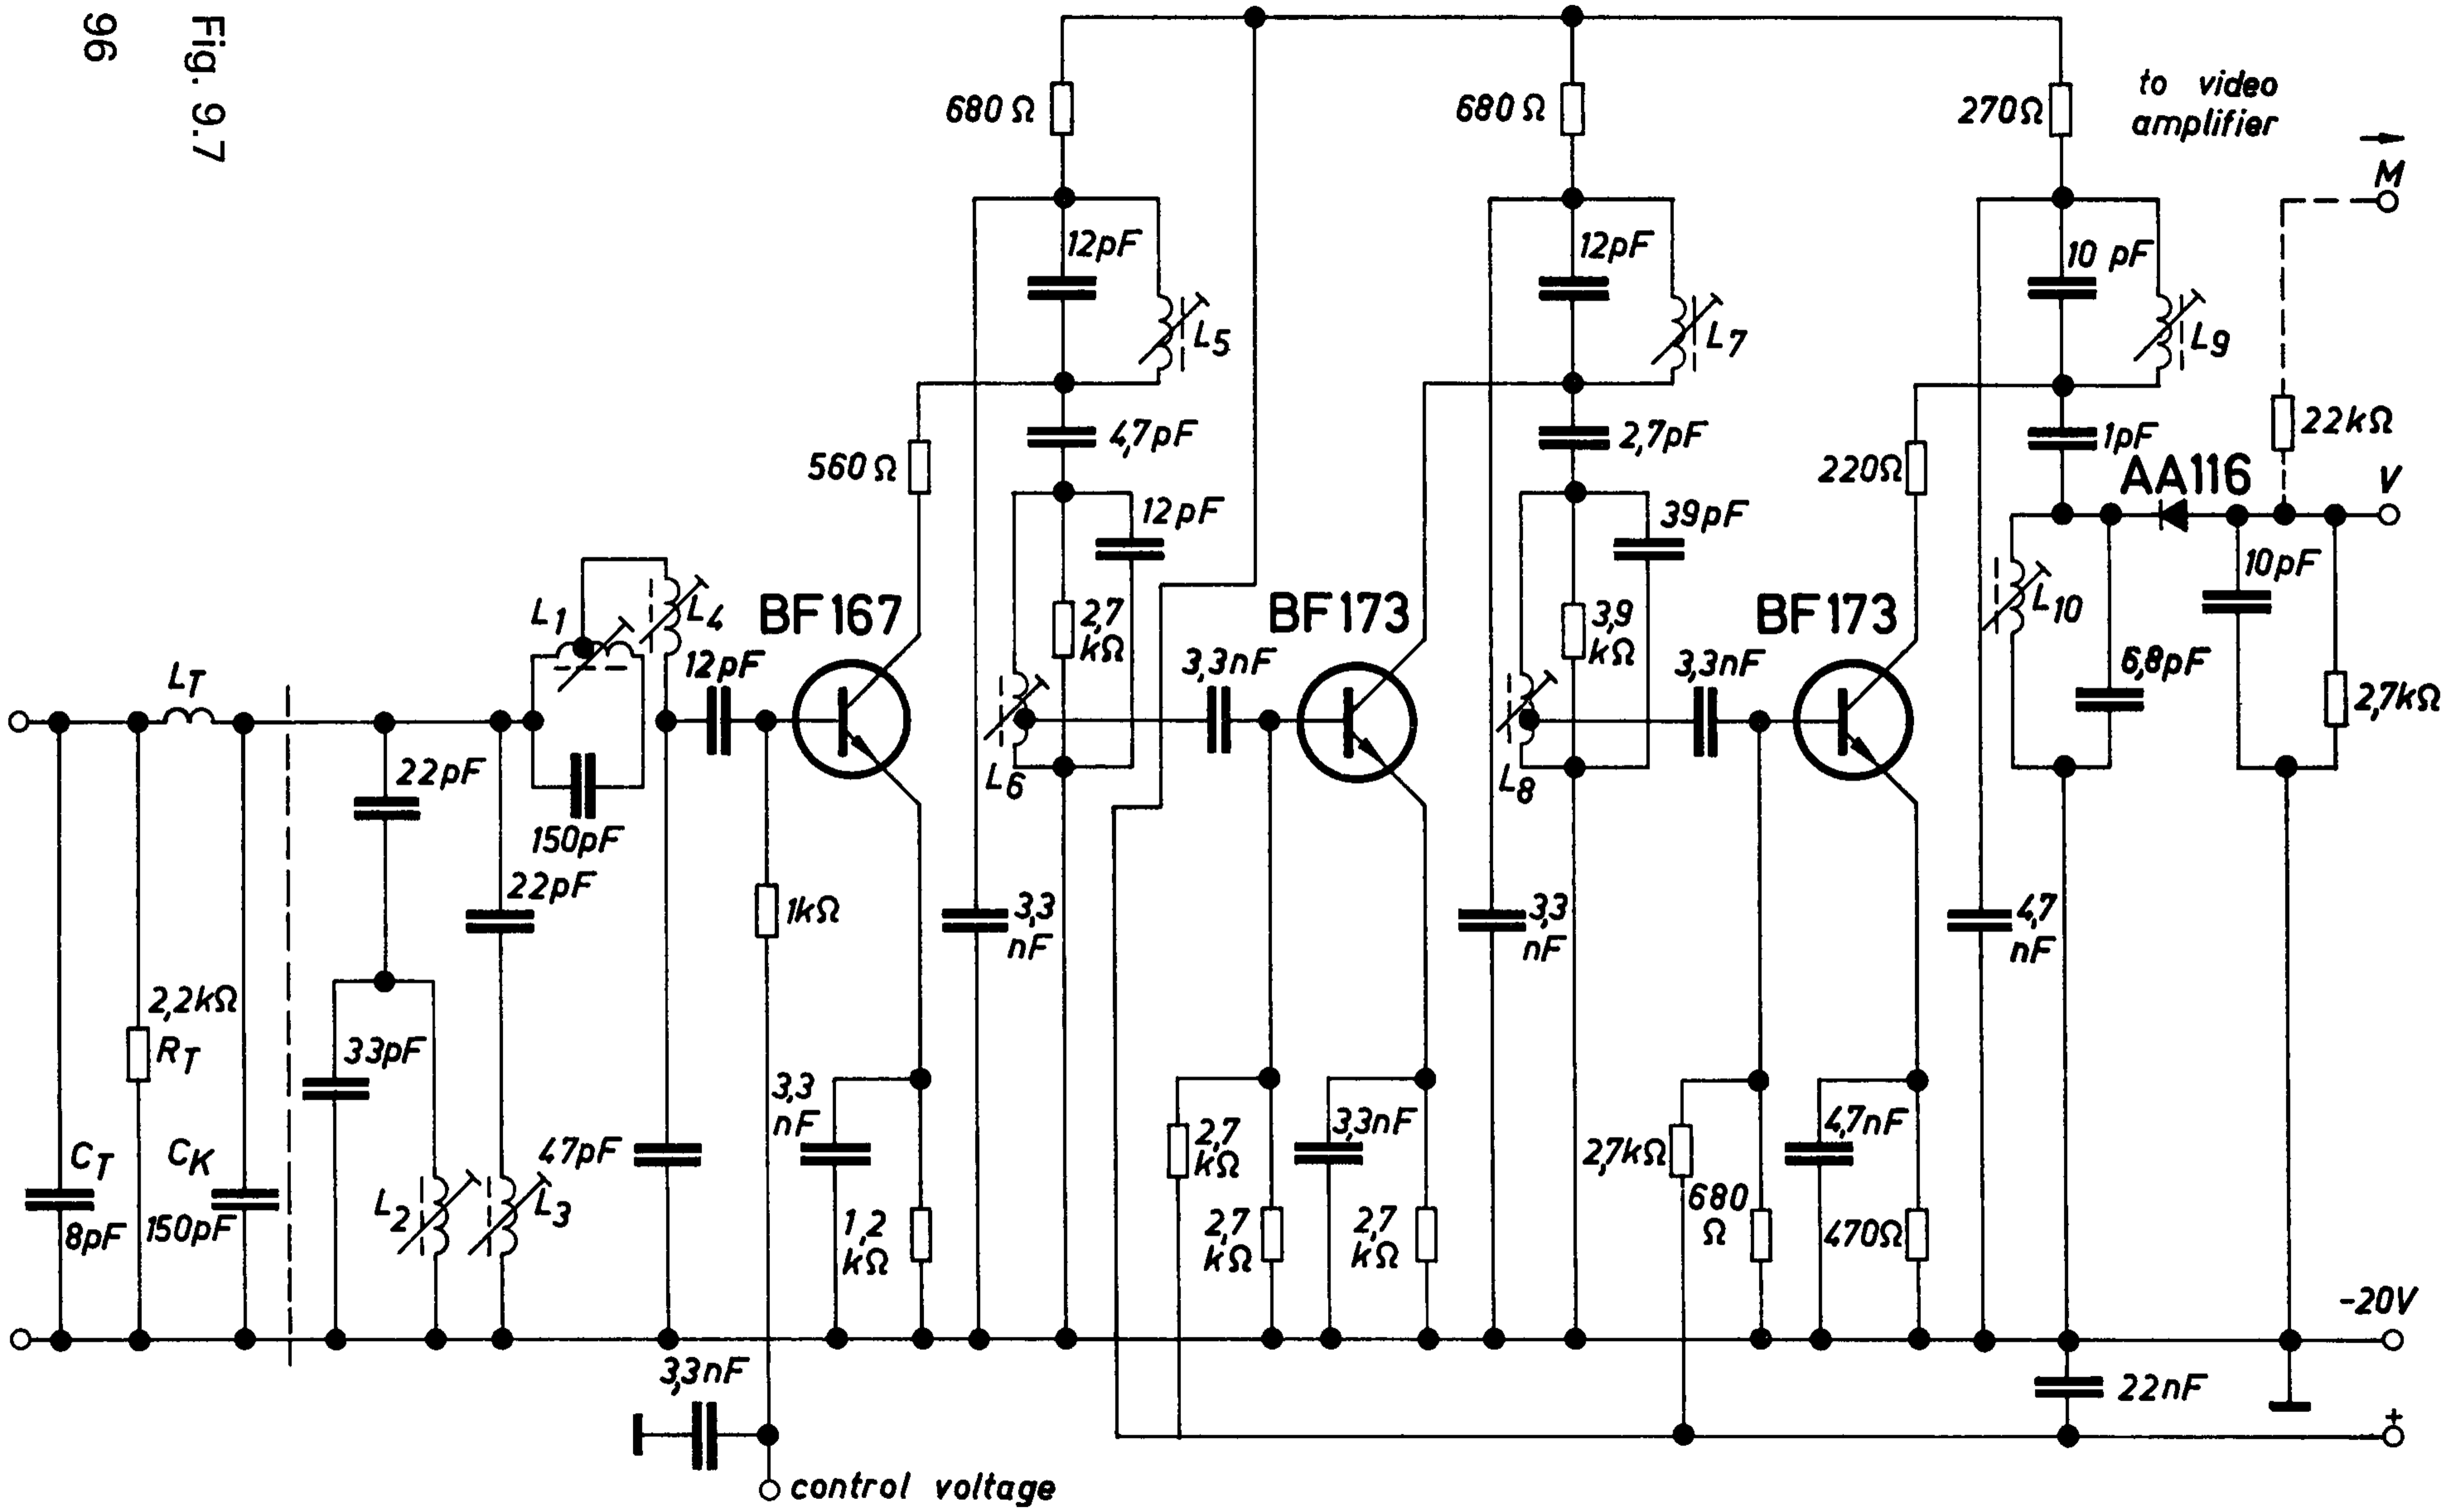 Fig. 9.7
96
to video
amplifier
M
680 Ω
680 Ω
270Ω
12pF
12pF
10 pF
L5
L7
L9
4,7pF
2,7pF
1pF
22kΩ
560 Ω
220Ω
AA116
V
12pF
39pF
10pF
L1
L4
BF167
2,7
kΩ
BF173
3,9
kΩ
BF173
L10
LT
12pF
3,3nF
3,3nF
6,8pF
2,7kΩ
22pF
L6
L8
150pF
22pF
1kΩ
3,3
nF
3,3
nF
4,7
nF
2,2kΩ
RT
33pF
3,3
nF
2,7
kΩ
3,3nF
2,7kΩ
4,7nF
CT
8pF
CK
150pF
L2
L3
47pF
1,2
kΩ
2,7
kΩ
2,7
kΩ
680
Ω
470Ω
-20V
3,3nF
22nF
+
control voltage